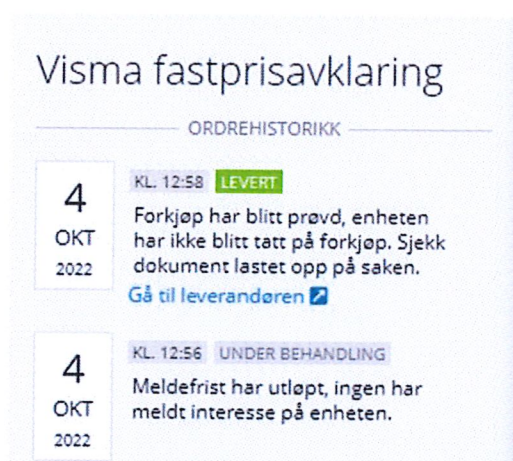 Visma fastprisavklaring
ORDREHISTORIKK
4
OKT
2022
KL. 12:58 LEVERT
Forkjøp har blitt prøvd, enheten
har ikke blitt tatt på forkjøp. Sjekk
dokument lastet opp på saken.
Gå til leverandøren
4
OKT
2022
KL. 12:56 UNDER BEHANDLING
Meldefrist har utløpt, ingen har
meldt interesse på enheten.